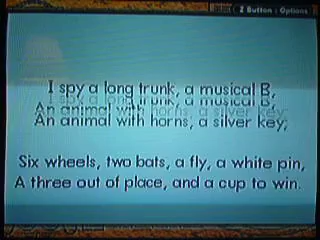 Z Button : Options
I spy a long trunk, a musical B,
An animal with horns, a silver key;
Six wheels, two bats, a fly, a white pin,
A three out of place, and a cup to win.